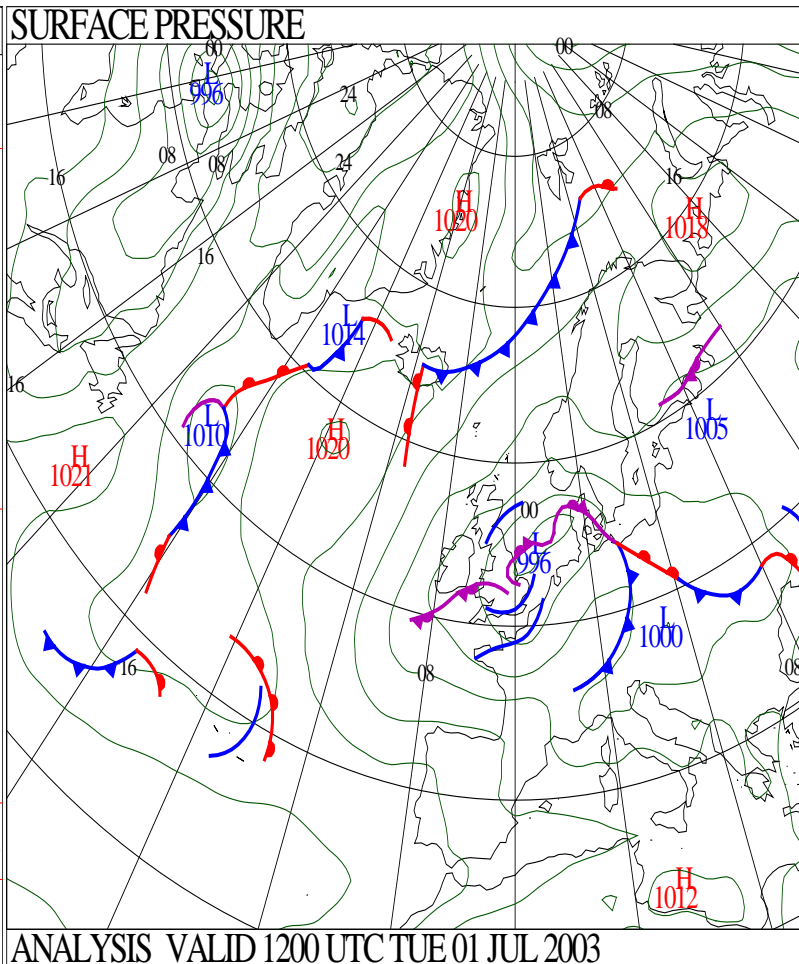 SURFACE PRESSURE
00
00
L
996
24
08
08
08
24
16
16
H
1020
H
1018
16
L
1014
16
L
1010
H
1020
H
1021
L
1005
00
L
996
L
1000
16
08
08
H
1012
ANALYSIS VALID 1200 UTC TUE 01 JUL 2003